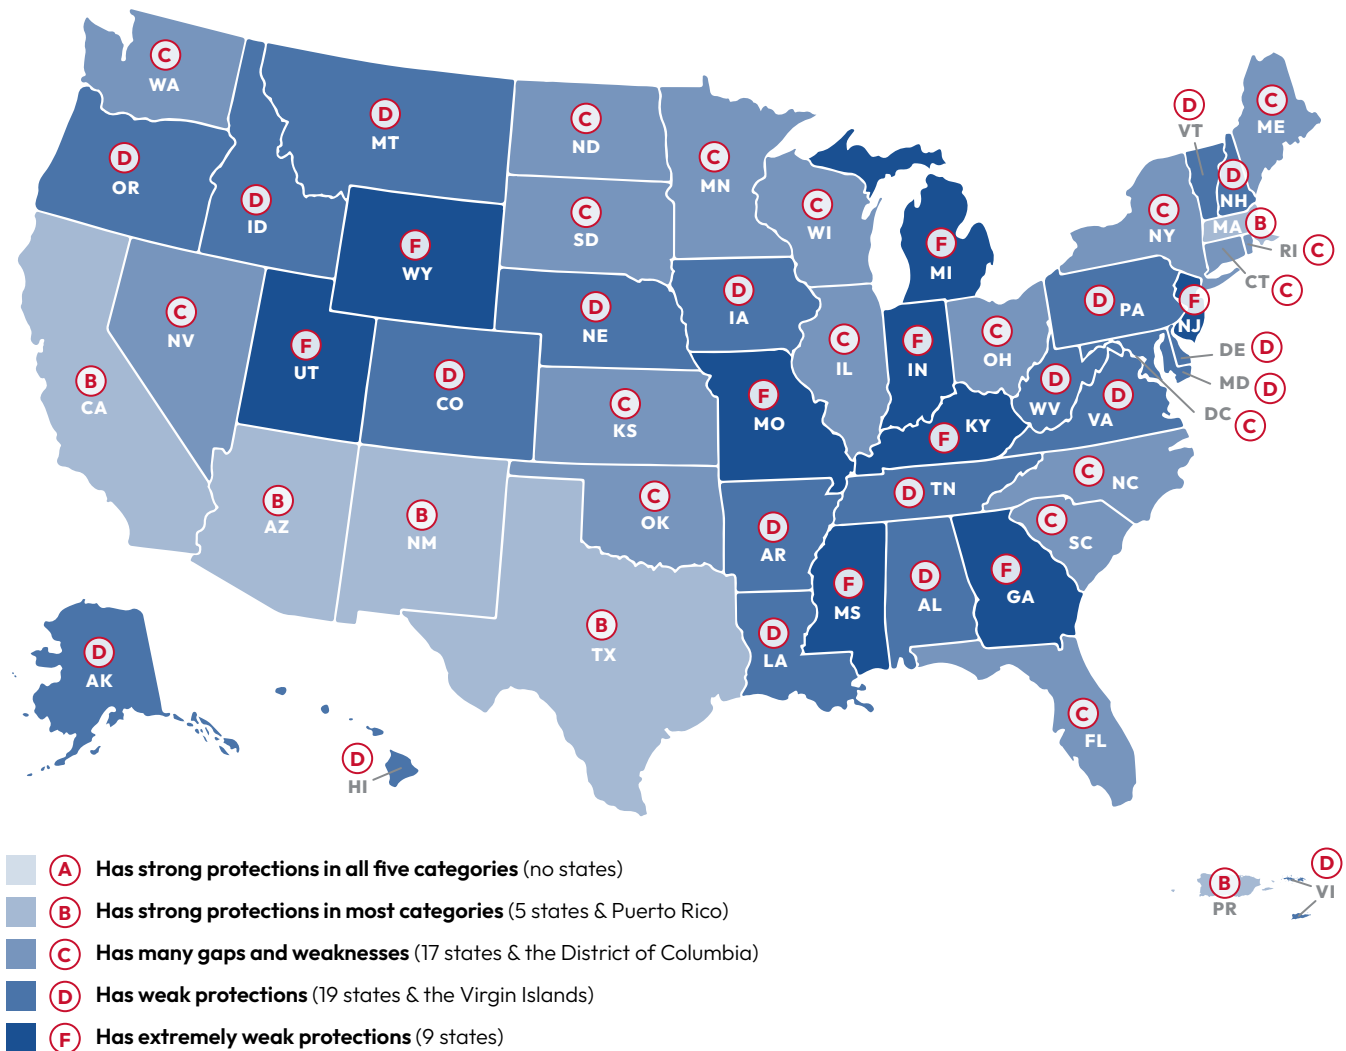 C
WA
D
MT
C
ND
C
MN
D
VT
C
ME
D
OR
D
ID
C
SD
C
WI
C
NY
D
NH
MA B
RI C
CT C
F
WY
F
MI
C
NV
F
UT
D
CO
D
NE
D
IA
C
IL
F
IN
C
OH
D PA
F
NJ
DE D
MD D
DC C
B
CA
C
KS
F
MO
F KY
D
WV
D
VA
B
AZ
B
NM
C
OK
D
AR
D TN
C NC
C
SC
B
TX
D
LA
F
MS
D
AL
F
GA
C
FL
D
AK
D
HI
B
PR
D
VI
A Has strong protections in all five categories (no states)
B Has strong protections in most categories (5 states & Puerto Rico)
C Has many gaps and weaknesses (17 states & the District of Columbia)
D Has weak protections (19 states & the Virgin Islands)
F Has extremely weak protections (9 states)